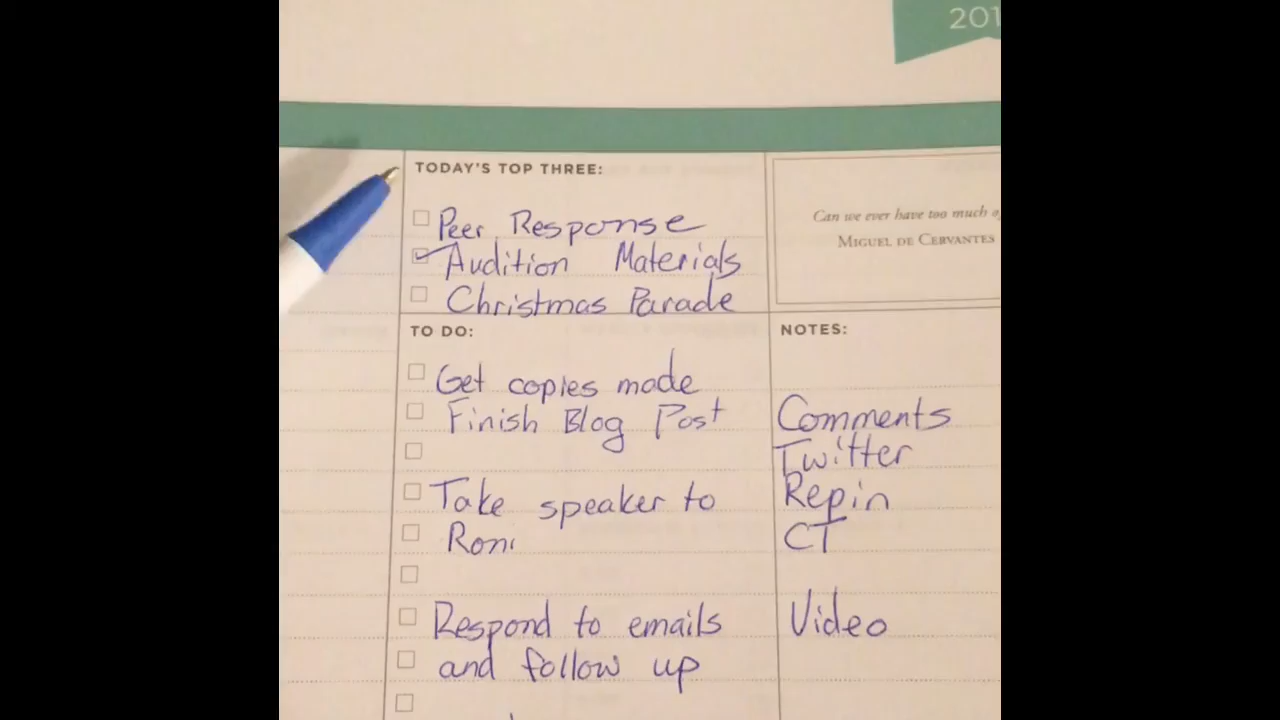 201
TODAY'S TOP THREE:
Peer Response
Audition Materials
Christmas Parade
Can we ever have too much
MIGUEL DE CERVANTES
TO DO:
Get copies made
Finish Blog Post
Take speaker to
Roni
Respond to emails
and follow up
NOTES:
Comments
Twitter
Repin
CT
Video